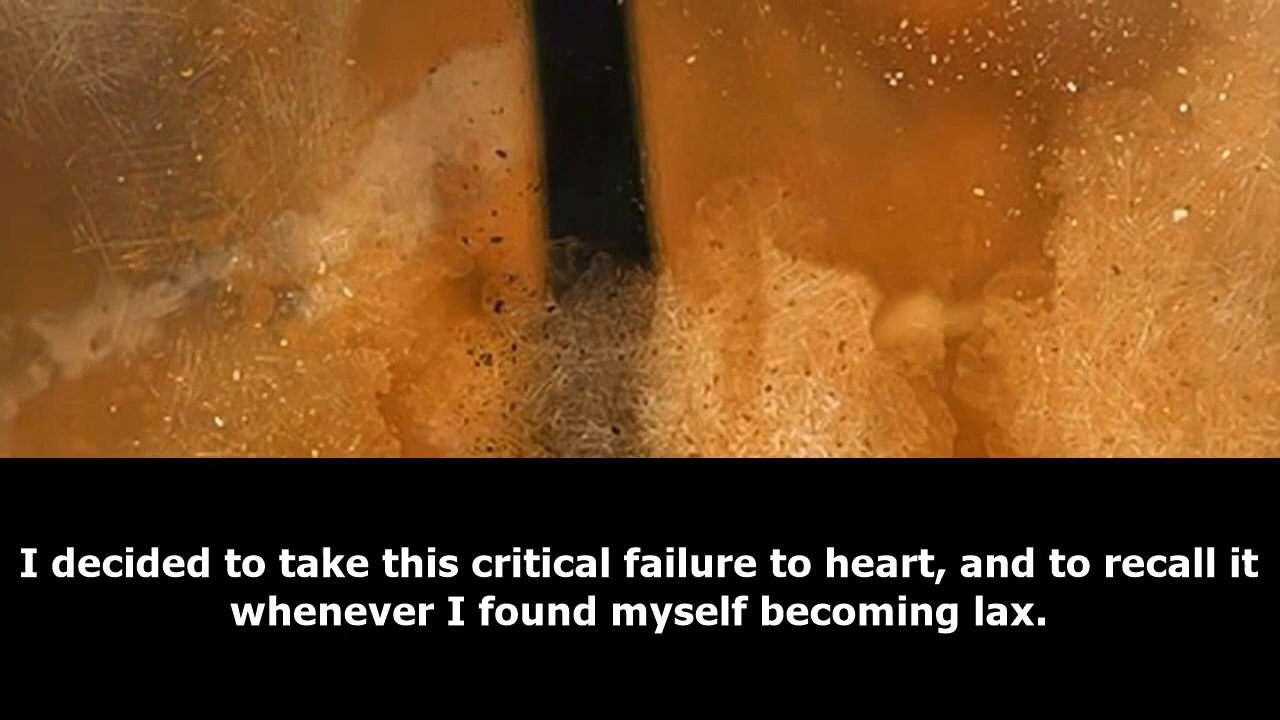 I decided to take this critical failure to heart, and to recall it
whenever I found myself becoming lax.